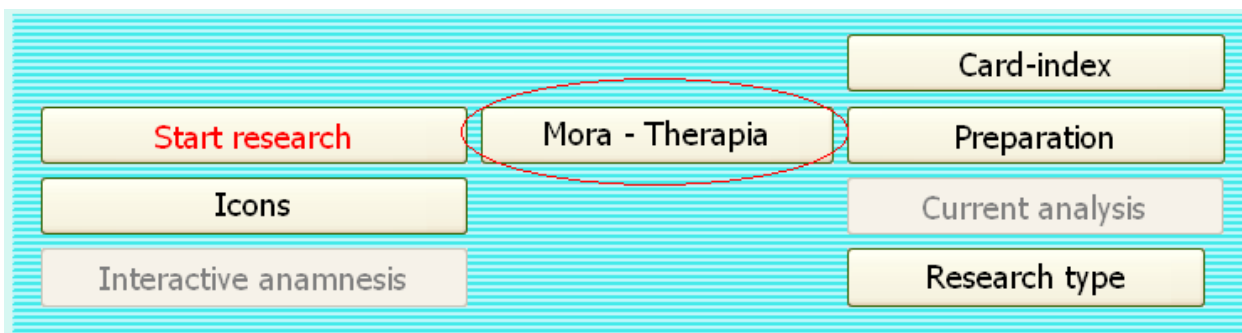 Card-index
Start research
Mora - Therapia
Preparation
Icons
Current analysis
Interactive anamnesis
Research type